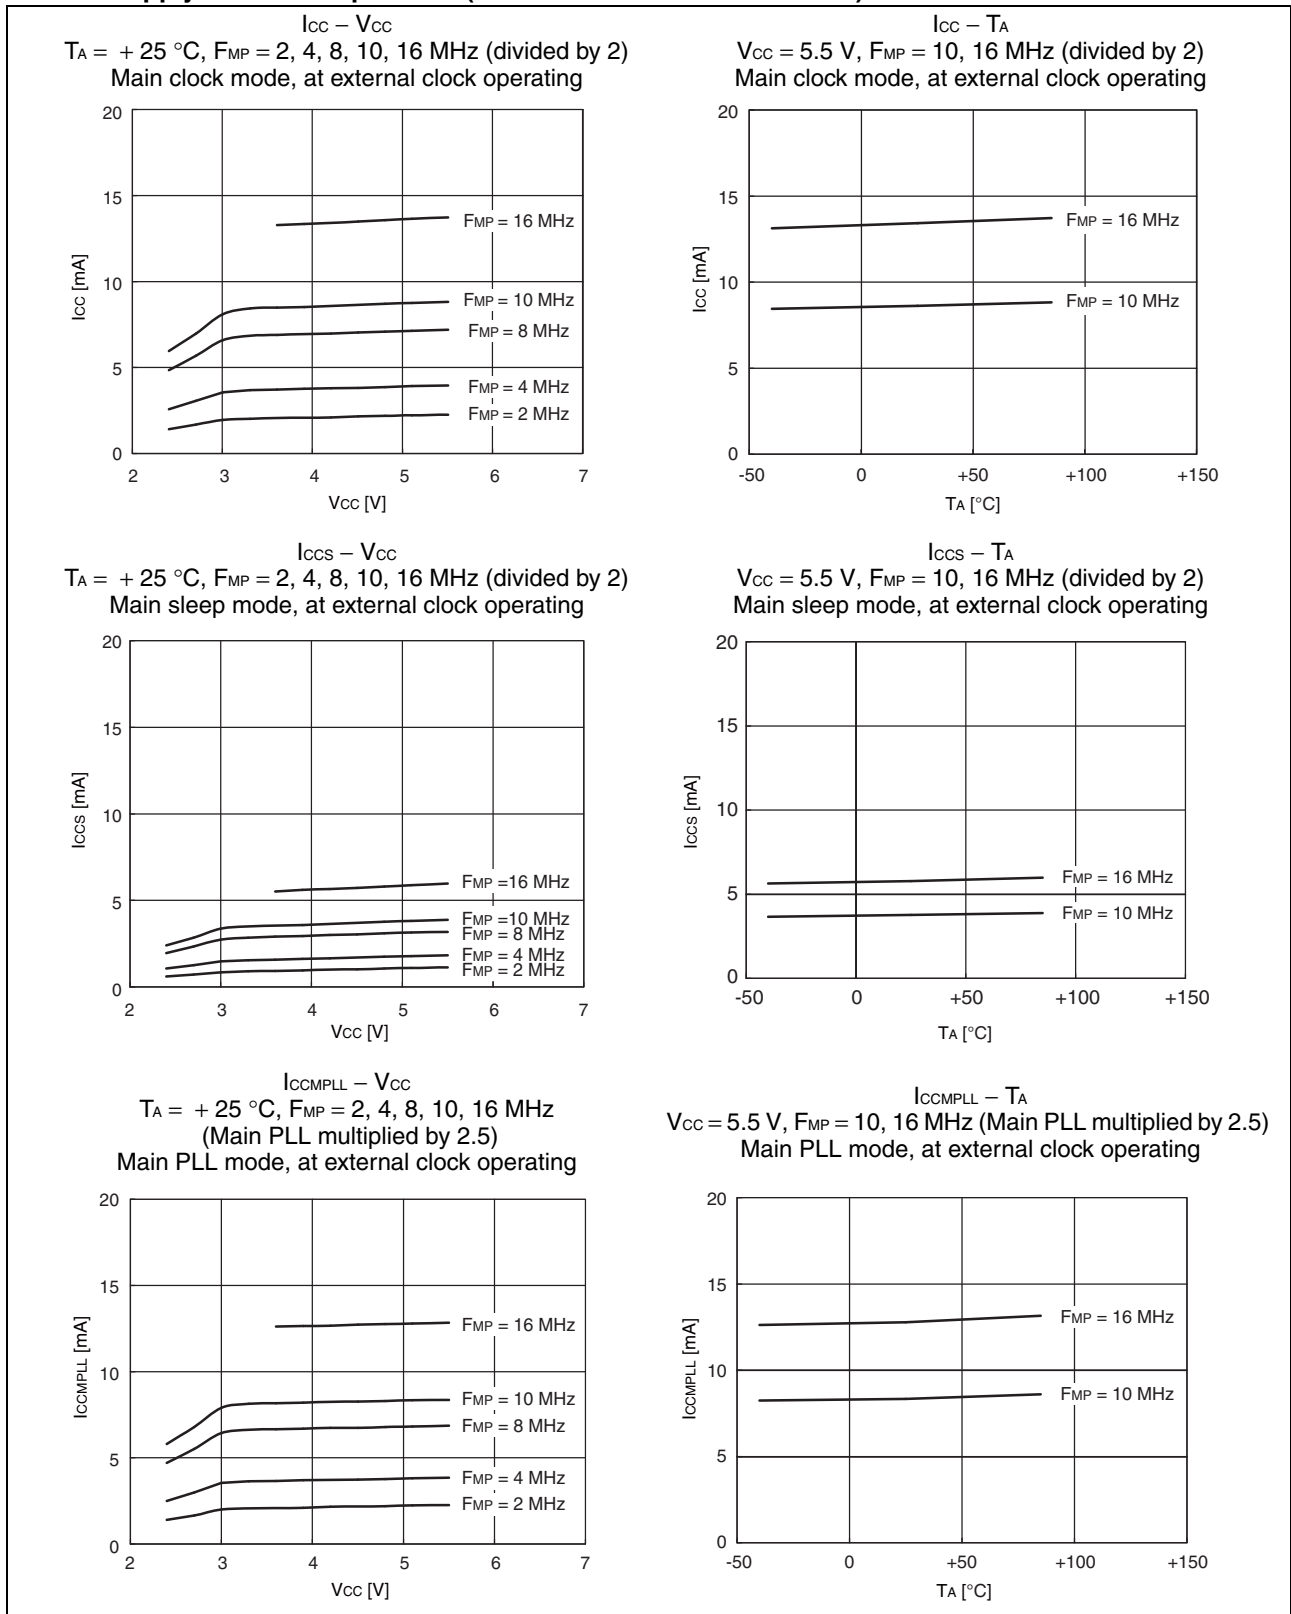 ICC – VCC
TA = + 25 °C, FMP = 2, 4, 8, 10, 16 MHz (divided by 2)
Main clock mode, at external clock operating
20
15
10
5
0
ICC [mA]
FMP = 16 MHz
FMP = 10 MHz
FMP = 8 MHz
FMP = 4 MHz
FMP = 2 MHz
2 3 4 5 6 7
VCC [V]
ICC – TA
VCC = 5.5 V, FMP = 10, 16 MHz (divided by 2)
Main clock mode, at external clock operating
20
15
10
5
0
ICC [mA]
FMP = 16 MHz
FMP = 10 MHz
-50 0 +50 +100 +150
TA [°C]
ICCS – VCC
TA = + 25 °C, FMP = 2, 4, 8, 10, 16 MHz (divided by 2)
Main sleep mode, at external clock operating
20
15
10
5
0
ICCS [mA]
FMP =16 MHz
FMP =10 MHz
FMP = 8 MHz
FMP = 4 MHz
FMP = 2 MHz
2 3 4 5 6 7
VCC [V]
ICCS – TA
VCC = 5.5 V, FMP = 10, 16 MHz (divided by 2)
Main sleep mode, at external clock operating
20
15
10
5
0
ICCS [mA]
FMP = 16 MHz
FMP = 10 MHz
-50 0 +50 +100 +150
TA [°C]
ICCMPLL – VCC
TA = + 25 °C, FMP = 2, 4, 8, 10, 16 MHz
(Main PLL multiplied by 2.5)
Main PLL mode, at external clock operating
20
15
10
5
0
ICCMPLL [mA]
FMP = 16 MHz
FMP = 10 MHz
FMP = 8 MHz
FMP = 4 MHz
FMP = 2 MHz
2 3 4 5 6 7
VCC [V]
ICCMPLL – TA
VCC = 5.5 V, FMP = 10, 16 MHz (Main PLL multiplied by 2.5)
Main PLL mode, at external clock operating
20
15
10
5
0
ICCMPLL [mA]
FMP = 16 MHz
FMP = 10 MHz
-50 0 +50 +100 +150
TA [°C]